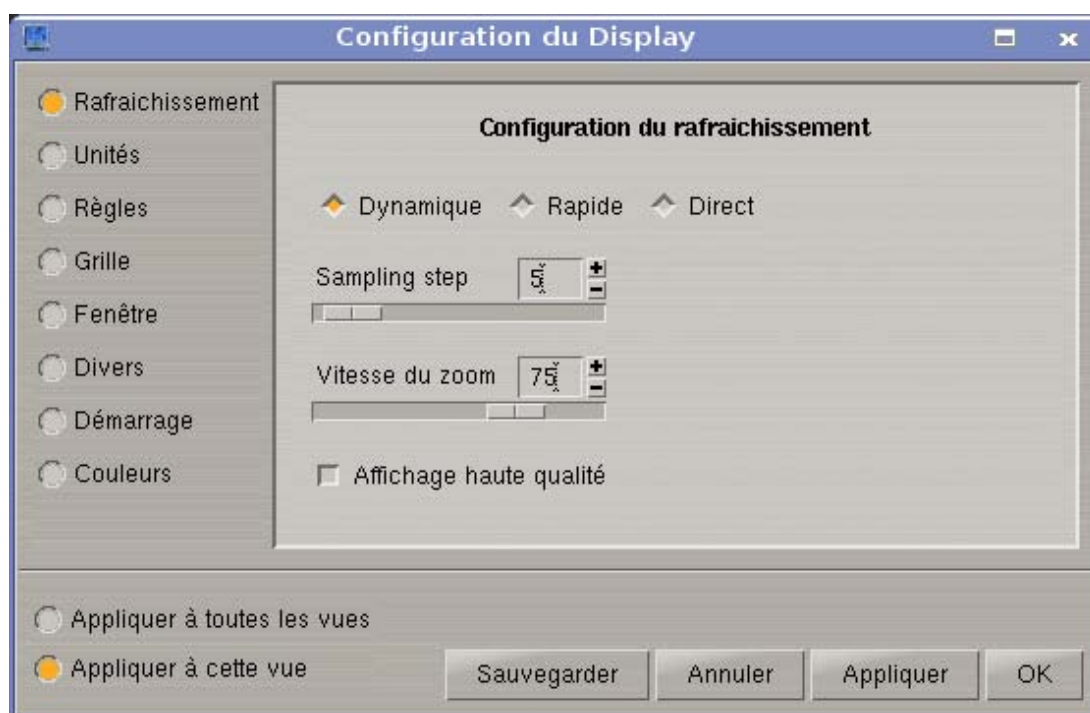 Configuration du Display
Rafraichissement
Unités
Règles
Grille
Fenêtre
Divers
Démarrage
Couleurs
Configuration du rafraichissement
Dynamique Rapide Direct
Sampling step 5
Vitesse du zoom 75
Affichage haute qualité
Appliquer à toutes les vues
Appliquer à cette vue
Sauvegarder Annuler Appliquer OK